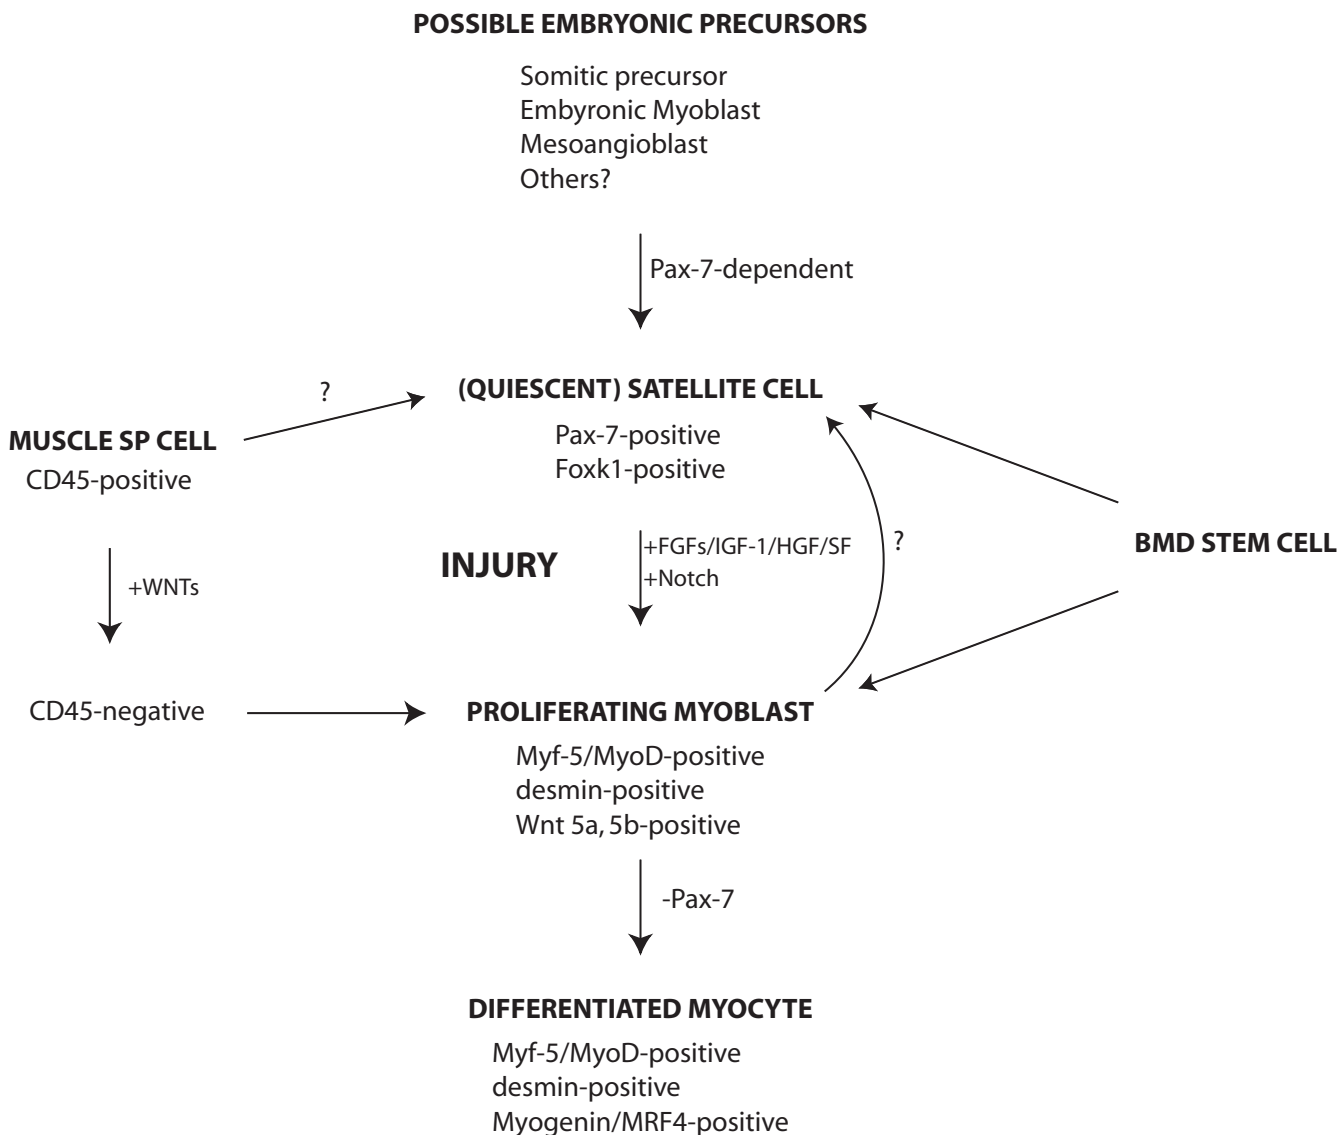 POSSIBLE EMBRYONIC PRECURSORS
Somitic precursor
Embyronic Myoblast
Mesoangioblast
Others?
Pax-7-dependent
?
(QUIESCENT) SATELLITE CELL
MUSCLE SP CELL
Pax-7-positive
CD45-positive
Foxk1-positive
INJURY
+FGFs/IGF-1/HGF/SF
+Notch
?
BMD STEM CELL
+WNTs
CD45-negative
PROLIFERATING MYOBLAST
Myf-5/MyoD-positive
desmin-positive
Wnt 5a, 5b-positive
-Pax-7
DIFFERENTIATED MYOCYTE
Myf-5/MyoD-positive
desmin-positive
Myogenin/MRF4-positive